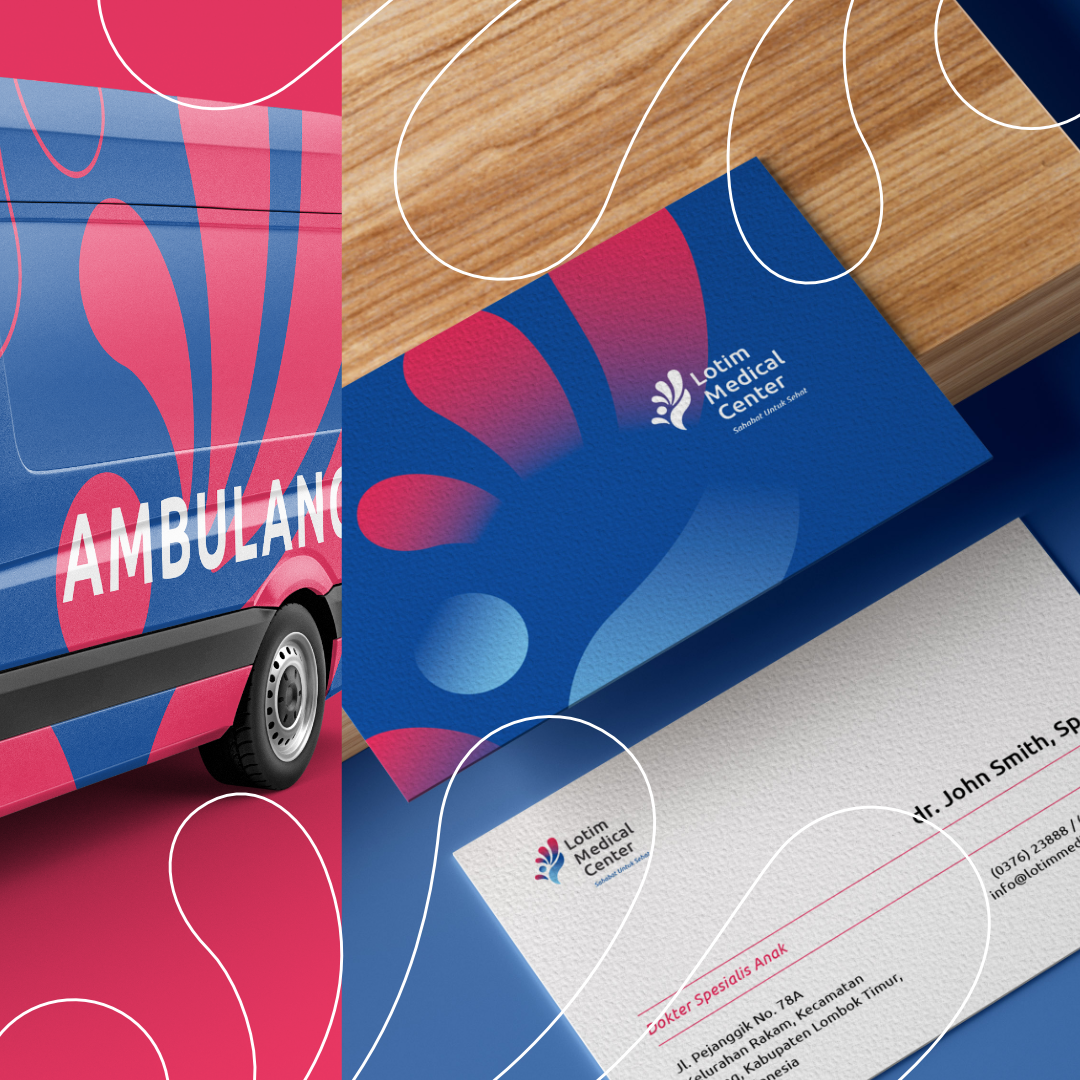 AMBULANC
Lotim
Medical
Center
Sahabat Untuk Sehat
Lotim
Medical
Center
Sahabat Untuk Sehat
dr. John Smith, Sp
(0376) 23888 /
info@lotimmedi
Dokter Spesialis Anak
Jl. Pejanggik No. 78A
Kelurahan Rakam, Kecamatan
Kabupaten Lombok Timur,